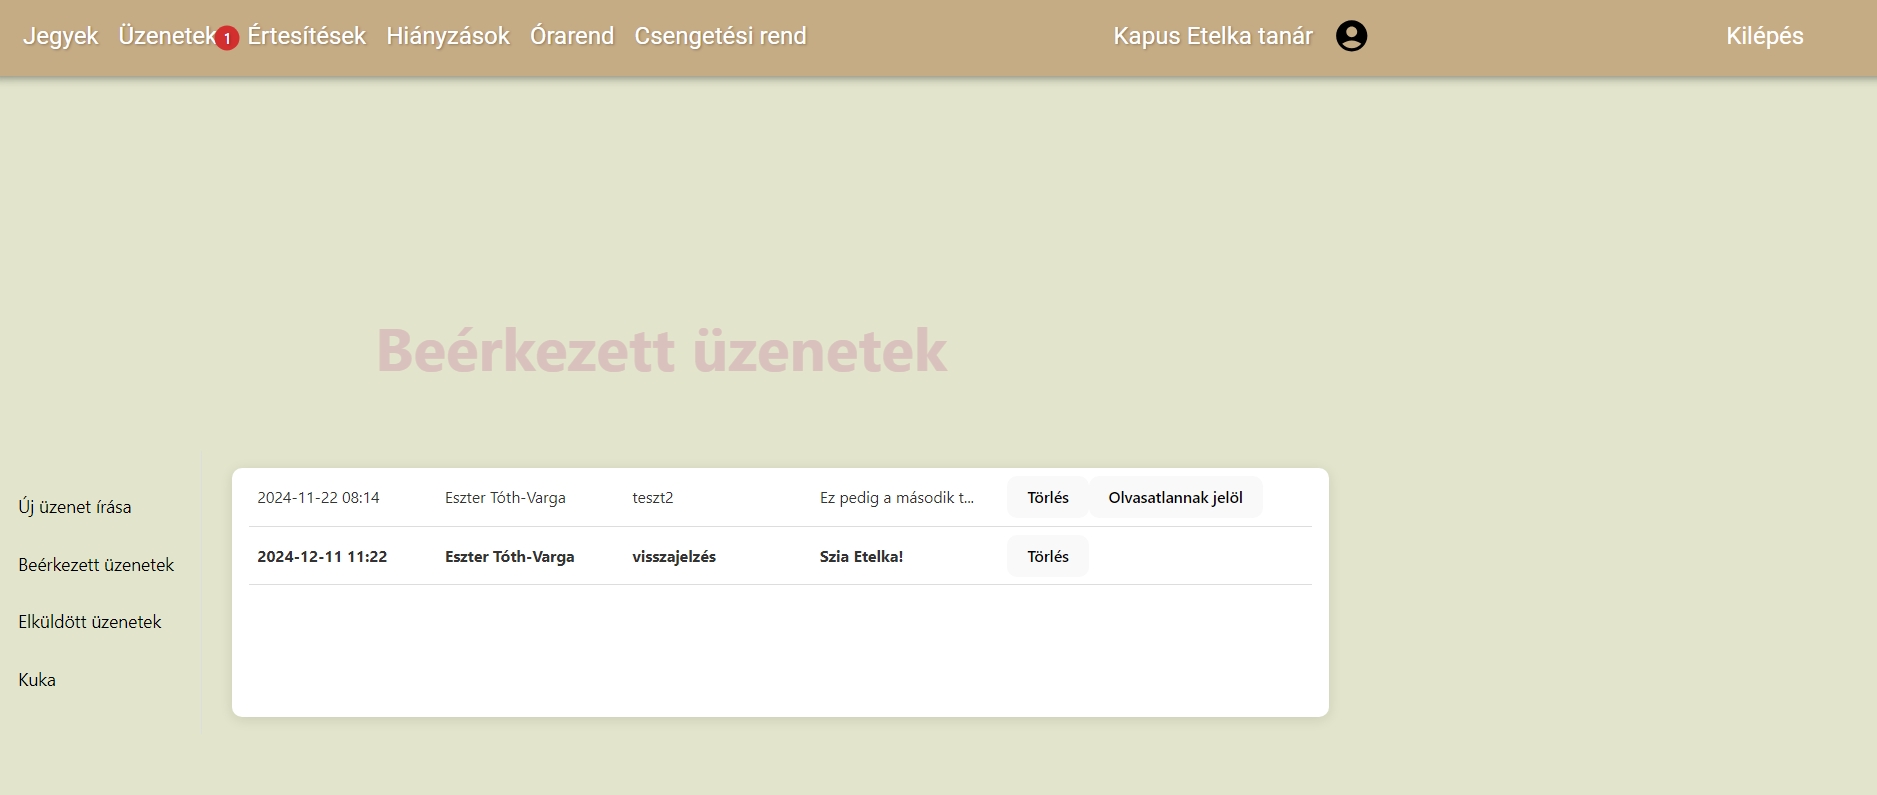 Jegyek Üzenetek 1 Értesítések Hiányzások Órarend Csengetési rend Kapus Etelka tanár Kilépés
Beérkezett üzenetek
Új üzenet írása
Beérkezett üzenetek
Elküldött üzenetek
Kuka
2024-11-22 08:14 Eszter Tóth-Varga teszt2 Ez pedig a második t... Törlés Olvasatlannak jelöl
2024-12-11 11:22 Eszter Tóth-Varga visszajelzés Szia Etelka! Törlés